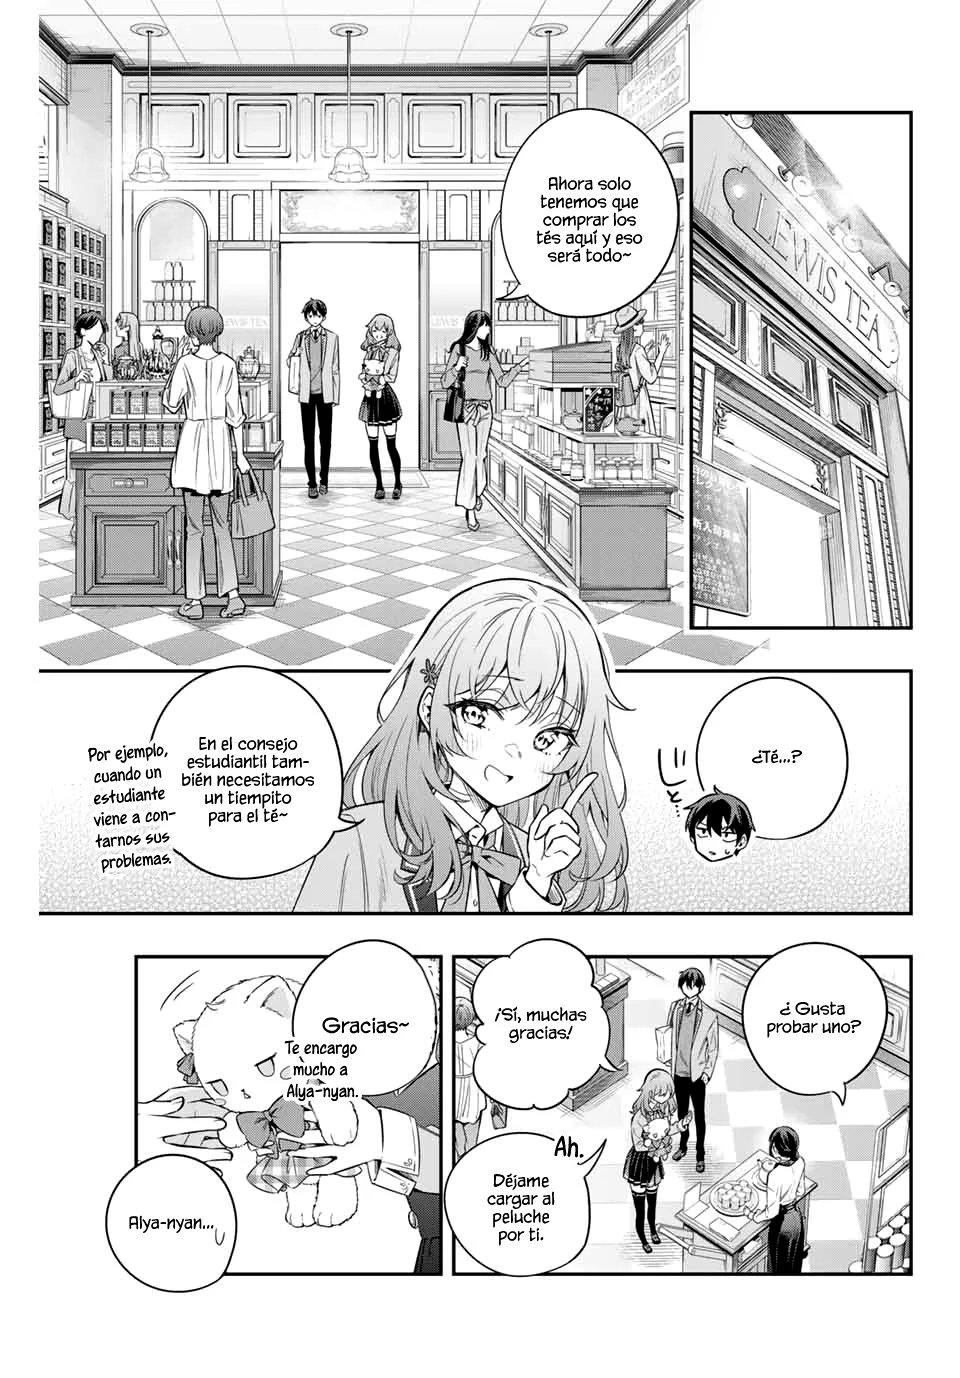 LEWIS TEA
Ahora solo
tenemos que
comprar los
tés aquí y eso
será todo~
LEWIS TEA
LEWIS
¿Té...?
En el consejo
estudiantil tam-
bién necesitamos
un tiempito
para el té~
Por ejemplo,
cuando un
estudiante
viene a con-
tarnos sus
problemas.
¿Gusta
probar uno?
¡Sí, muchas
gracias!
Ah.
Déjame
cargar al
peluche
por ti.
Gracias~
Te encargo
mucho a
Alya-nyan.
Alya-nyan...